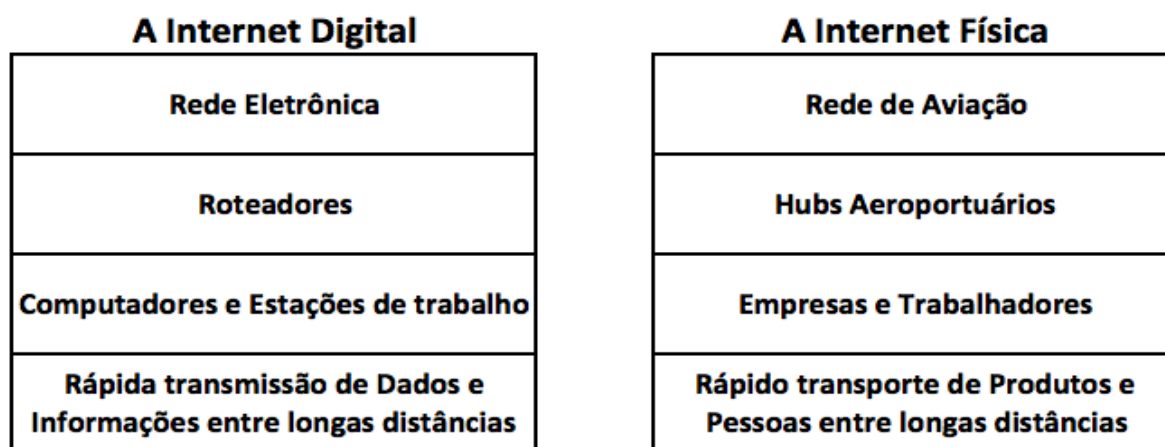 A Internet Digital
Rede Eletrônica
Roteadores
Computadores e Estações de trabalho
Rápida transmissão de Dados e
Informações entre longas distâncias
A Internet Física
Rede de Aviação
Hubs Aeroportuários
Empresas e Trabalhadores
Rápido transporte de Produtos e
Pessoas entre longas distâncias